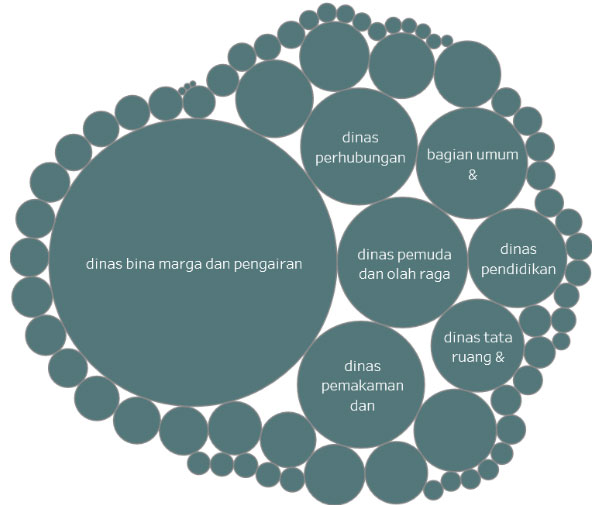 dinas
perhubungan
bagian umum
&
dinas bina marga dan pengairan
dinas pemuda
dan olah raga
dinas
pendidikan
dinas tata
ruang &
dinas
pemakaman
dan